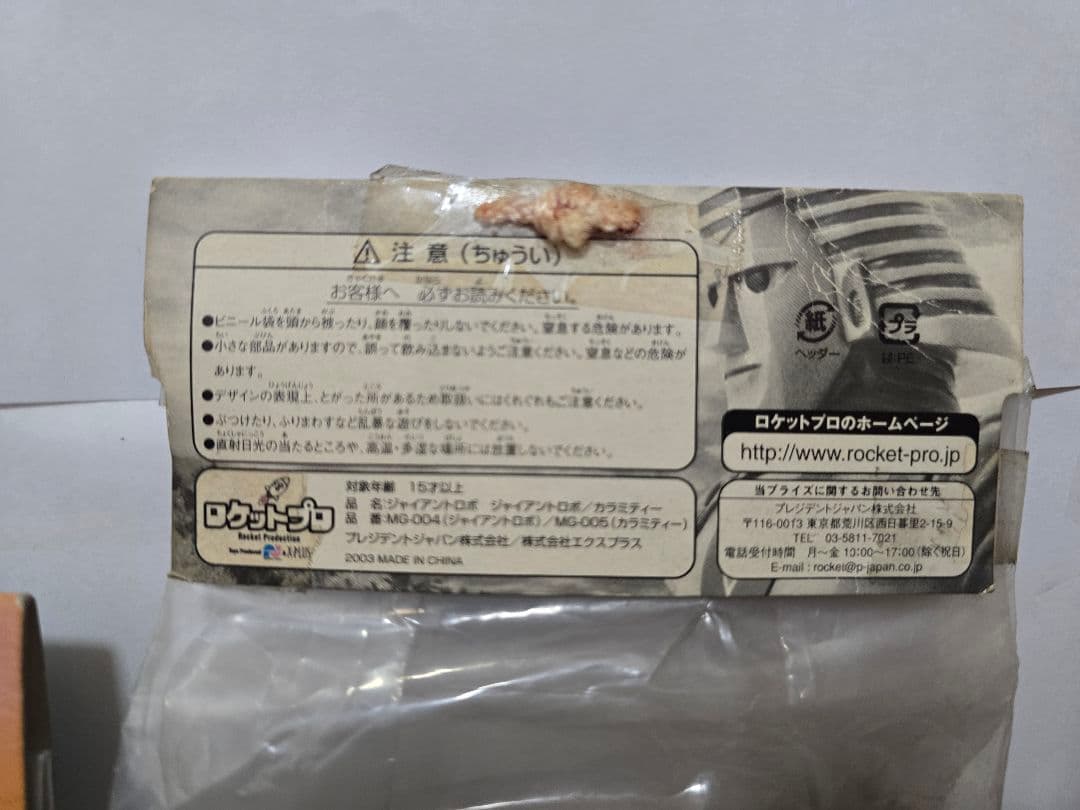 注意(ちゅうい)
お客様へ 必ずお読みください。
●ビニール袋を頭から被ったり、顔を覆ったりしないでください。窒息する危険があります。
●小さな部品がありますので、誤って飲み込まないようご注意ください。窒息などの危険が
あります。
●デザインの表現上、とがった所があるため取扱いにはくれぐれもご注意ください。
●ぶつけたり、ふりまわすなど乱暴な遊びをしないでください。
●直射日光の当たるところや、高温・多湿な場所には放置しないでください。
ロケットプロ
Rocket Production
対象年齢 15才以上
品 名:ジャイアントロボ ジャイアントロボ/カラミティー
品 番:MG-004(ジャイアントロボ)/MG-005(カラミティー)
プレジデントジャパン株式会社/株式会社エクスプラス
2003 MADE IN CHINA
紙
ヘッダー
プラ
ロケットプロのホームページ
http://www.rocket-pro.jp
当プライズに関するお問い合わせ先
プレジデントジャパン株式会社
〒116-0013 東京都荒川区西日暮里2-15-9
TEL 03-5811-7021
電話受付時間 月〜金 10:00〜17:00(除く祝日)
E-mail : rocket@p-japan.co.jp